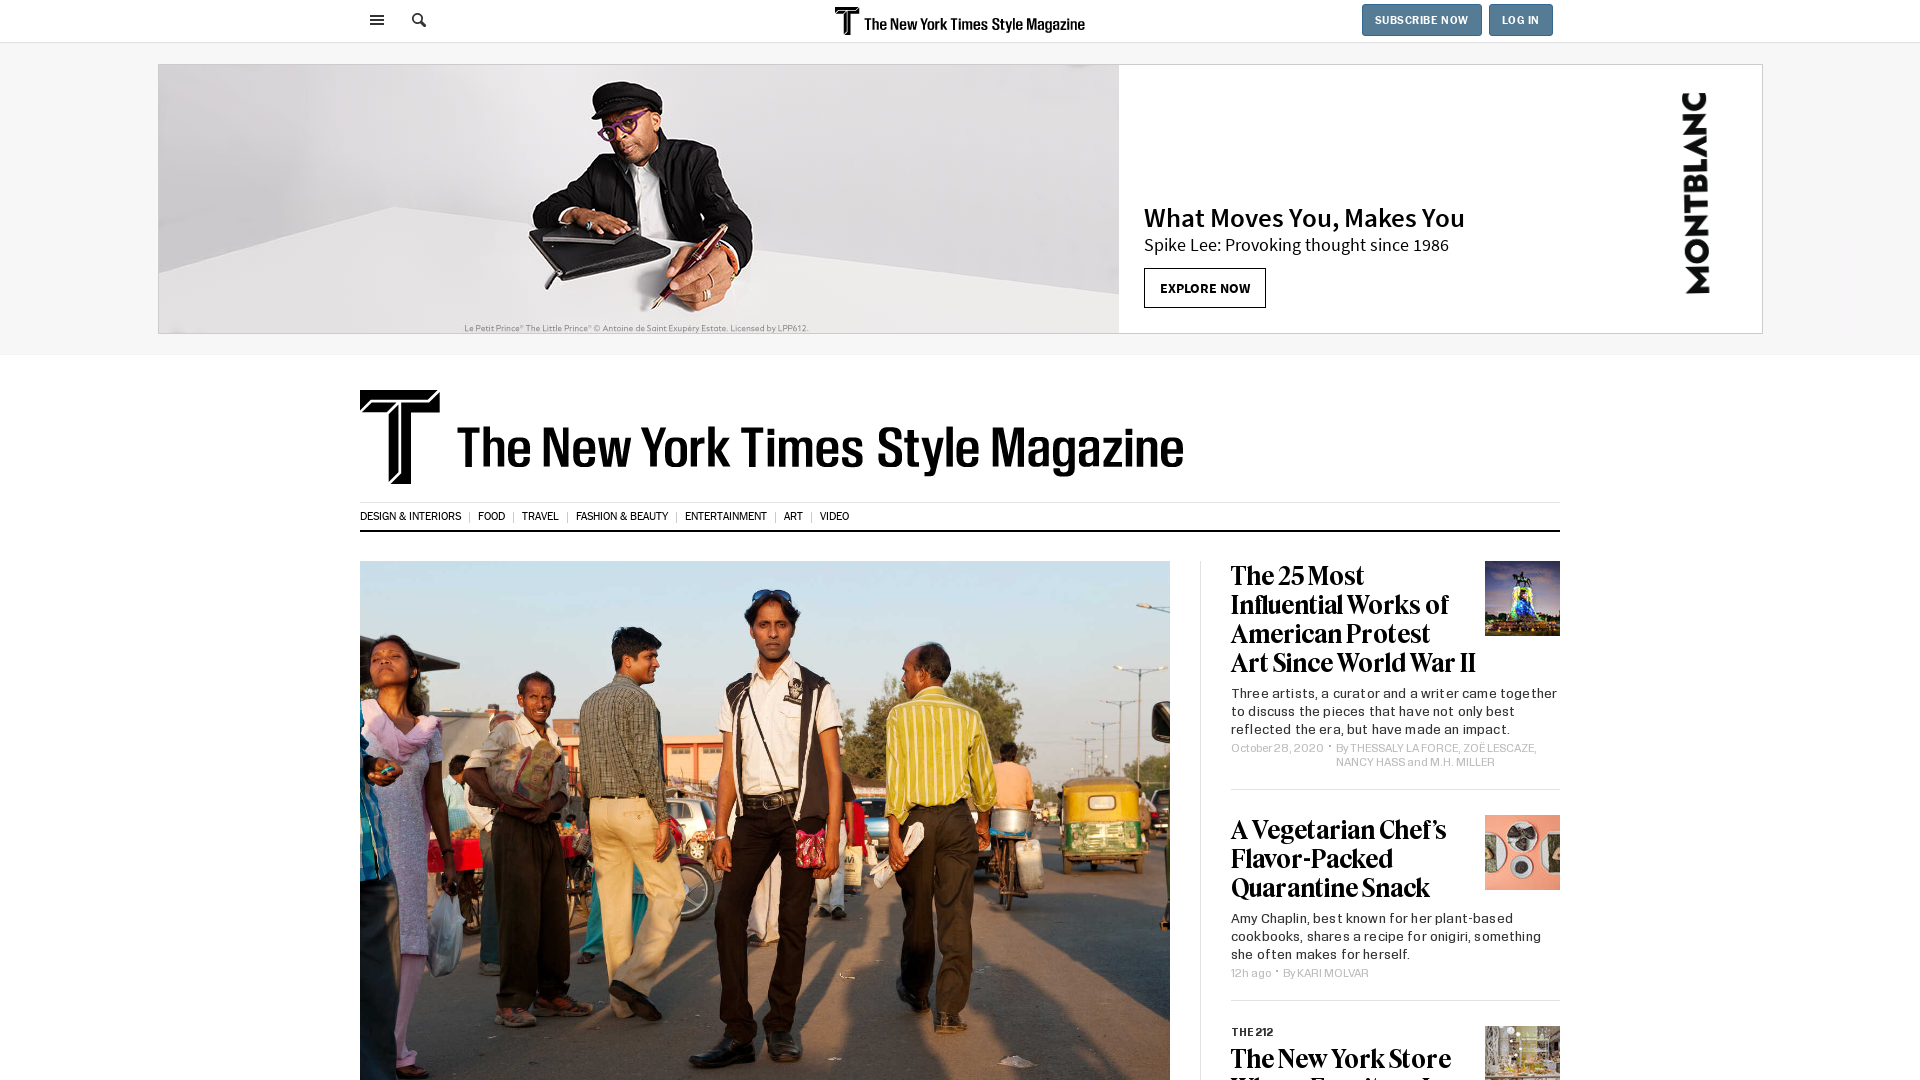 The New York Times Style Magazine
SUBSCRIBE NOW
LOG IN
What Moves You, Makes You
Spike Lee: Provoking thought since 1986
EXPLORE NOW
MONTBLANC
Le Petit Prince® The Little Prince® © Antoine de Saint Exupéry Estate. Licensed by LPP612.
The New York Times Style Magazine
DESIGN & INTERIORS
FOOD
TRAVEL
FASHION & BEAUTY
ENTERTAINMENT
ART
VIDEO
The 25 Most
Influential Works of
American Protest
Art Since World War II
Three artists, a curator and a writer came together
to discuss the pieces that have not only best
reflected the era, but have made an impact.
October 28, 2020 · By THESSALY LA FORCE, ZOË LESCAZE,
NANCY HASS and M.H. MILLER
A Vegetarian Chef’s
Flavor-Packed
Quarantine Snack
Amy Chaplin, best known for her plant-based
cookbooks, shares a recipe for onigiri, something
she often makes for herself.
12h ago · By KARI MOLVAR
THE 212
The New York Store